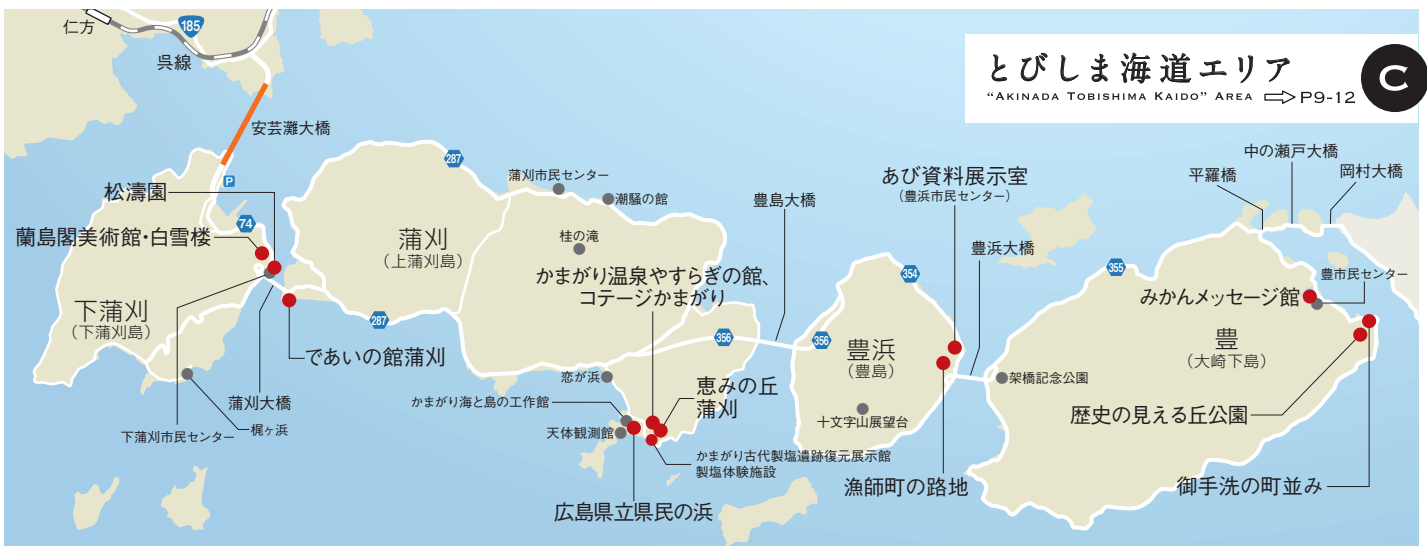 仁方
185
呉線
とびしま海道エリア
“AKINADA TOBISHIMA KAIDO” AREA ⇨ P9-12
C
安芸灘大橋
P
松濤園
74
蘭島閣美術館・白雪楼
下蒲刈
（下蒲刈島）
287
蒲刈市民センター
潮騒の館
桂の滝
蒲刈
（上蒲刈島）
かまがり温泉やすらぎの館、
コテージかまがり
287
であいの館蒲刈
蒲刈大橋
下蒲刈市民センター
梶ヶ浜
恋が浜
かまがり海と島の工作館
天体観測館
恵みの丘
蒲刈
かまがり古代製塩遺跡復元展示館
製塩体験施設
広島県立県民の浜
356
豊島大橋
356
あび資料展示室
（豊浜市民センター）
354
豊浜大橋
豊浜
（豊島）
十文字山展望台
漁師町の路地
架橋記念公園
355
平羅橋
中の瀬戸大橋
岡村大橋
豊市民センター
みかんメッセージ館
豊
（大崎下島）
歴史の見える丘公園
御手洗の町並み